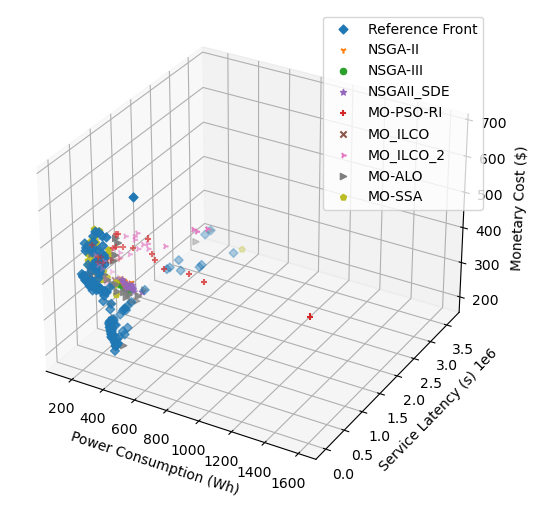 Reference Front
NSGA-II
NSGA-III
NSGAII_SDE
MO-PSO-RI
MO_ILCO
MO_ILCO_2
MO-ALO
MO-SSA
700
600
500
400
300
200
Monetary Cost ($)
200
400
600
800
1000
1200
1400
1600
Power Consumption (Wh)
0.0
0.5
1.0
1.5
2.0
2.5
3.0
3.5
1e6
Service Latency (s)